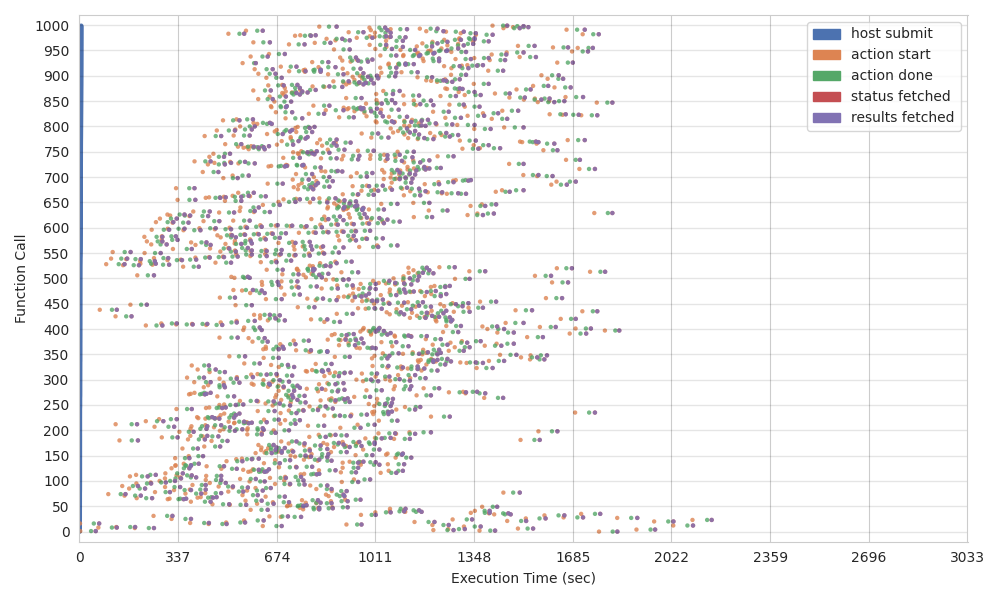 1000
950
900
850
800
750
700
650
600
550
500
450
400
350
300
250
200
150
100
50
0
Function Call
host submit
action start
action done
status fetched
results fetched
0 337 674 1011 1348 1685 2022 2359 2696 3033
Execution Time (sec)